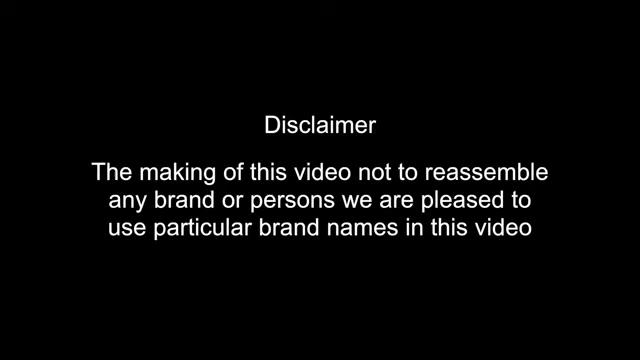 Disclaimer
The making of this video not to reassemble
any brand or persons we are pleased to
use particular brand names in this video